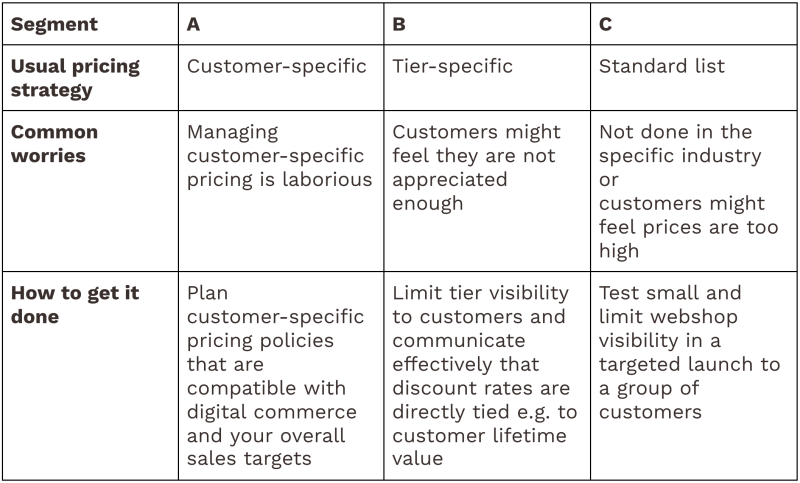 Segment
A
B
C
Usual pricing
strategy
Customer-specific
Tier-specific
Standard list
Common
worries
Managing
customer-specific
pricing is laborious
Customers might
feel they are not
appreciated
enough
Not done in the
specific industry
or
customers might
feel prices are too
high
How to get it
done
Plan
customer-specific
pricing policies
that are
compatible with
digital commerce
and your overall
sales targets
Limit tier visibility
to customers and
communicate
effectively that
discount rates are
directly tied e.g. to
customer lifetime
value
Test small and
limit webshop
visibility in a
targeted launch to
a group of
customers